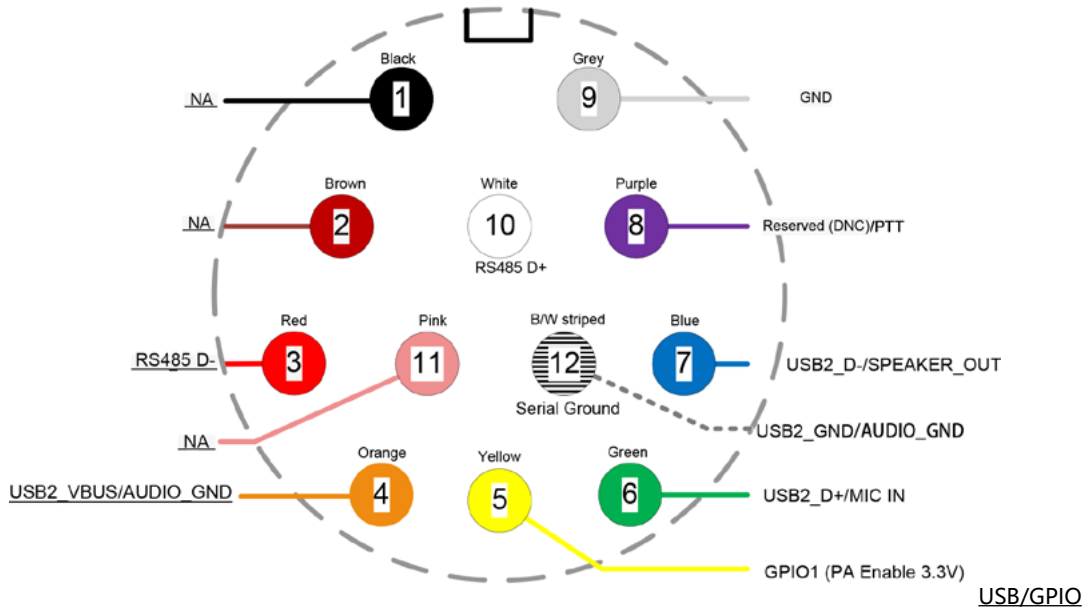 Black
Grey
NA
1
9
GND
Brown
White
Purple
NA
2
10
8
Reserved (DNC)/PTT
RS485 D+
Red
Pink
B/W striped
Blue
RS485 D-
3
11
12
7
USB2_D-/SPEAKER_OUT
Serial Ground
NA
USB2_GND/AUDIO_GND
Orange
Yellow
Green
USB2_VBUS/AUDIO_GND
4
5
6
USB2_D+/MIC IN
GPIO1 (PA Enable 3.3V)
USB/GPIO